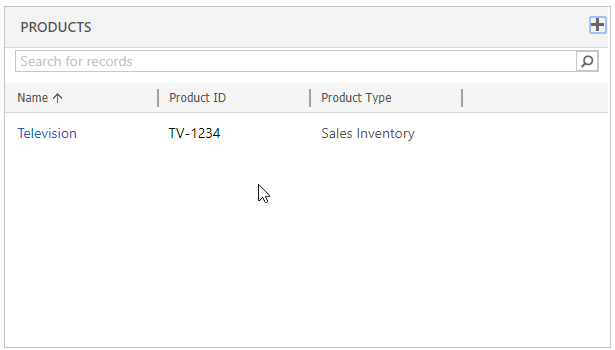 PRODUCTS
Search for records
Name Product ID Product Type
Television TV-1234 Sales Inventory